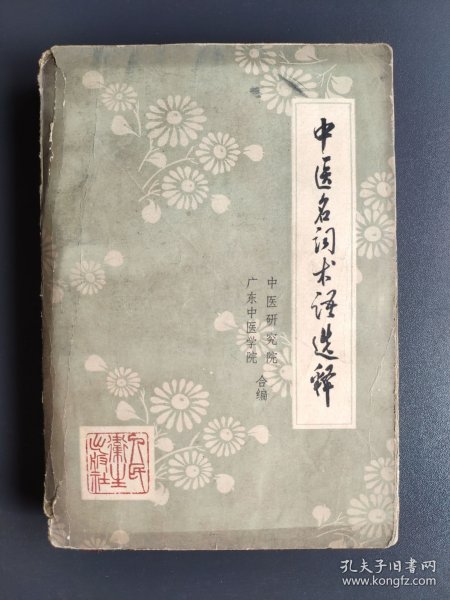 中医名词术语选释
中医研究院
广东中医学院
合编
人民
卫生
出版社
孔夫子旧书网
www.kongfz.com